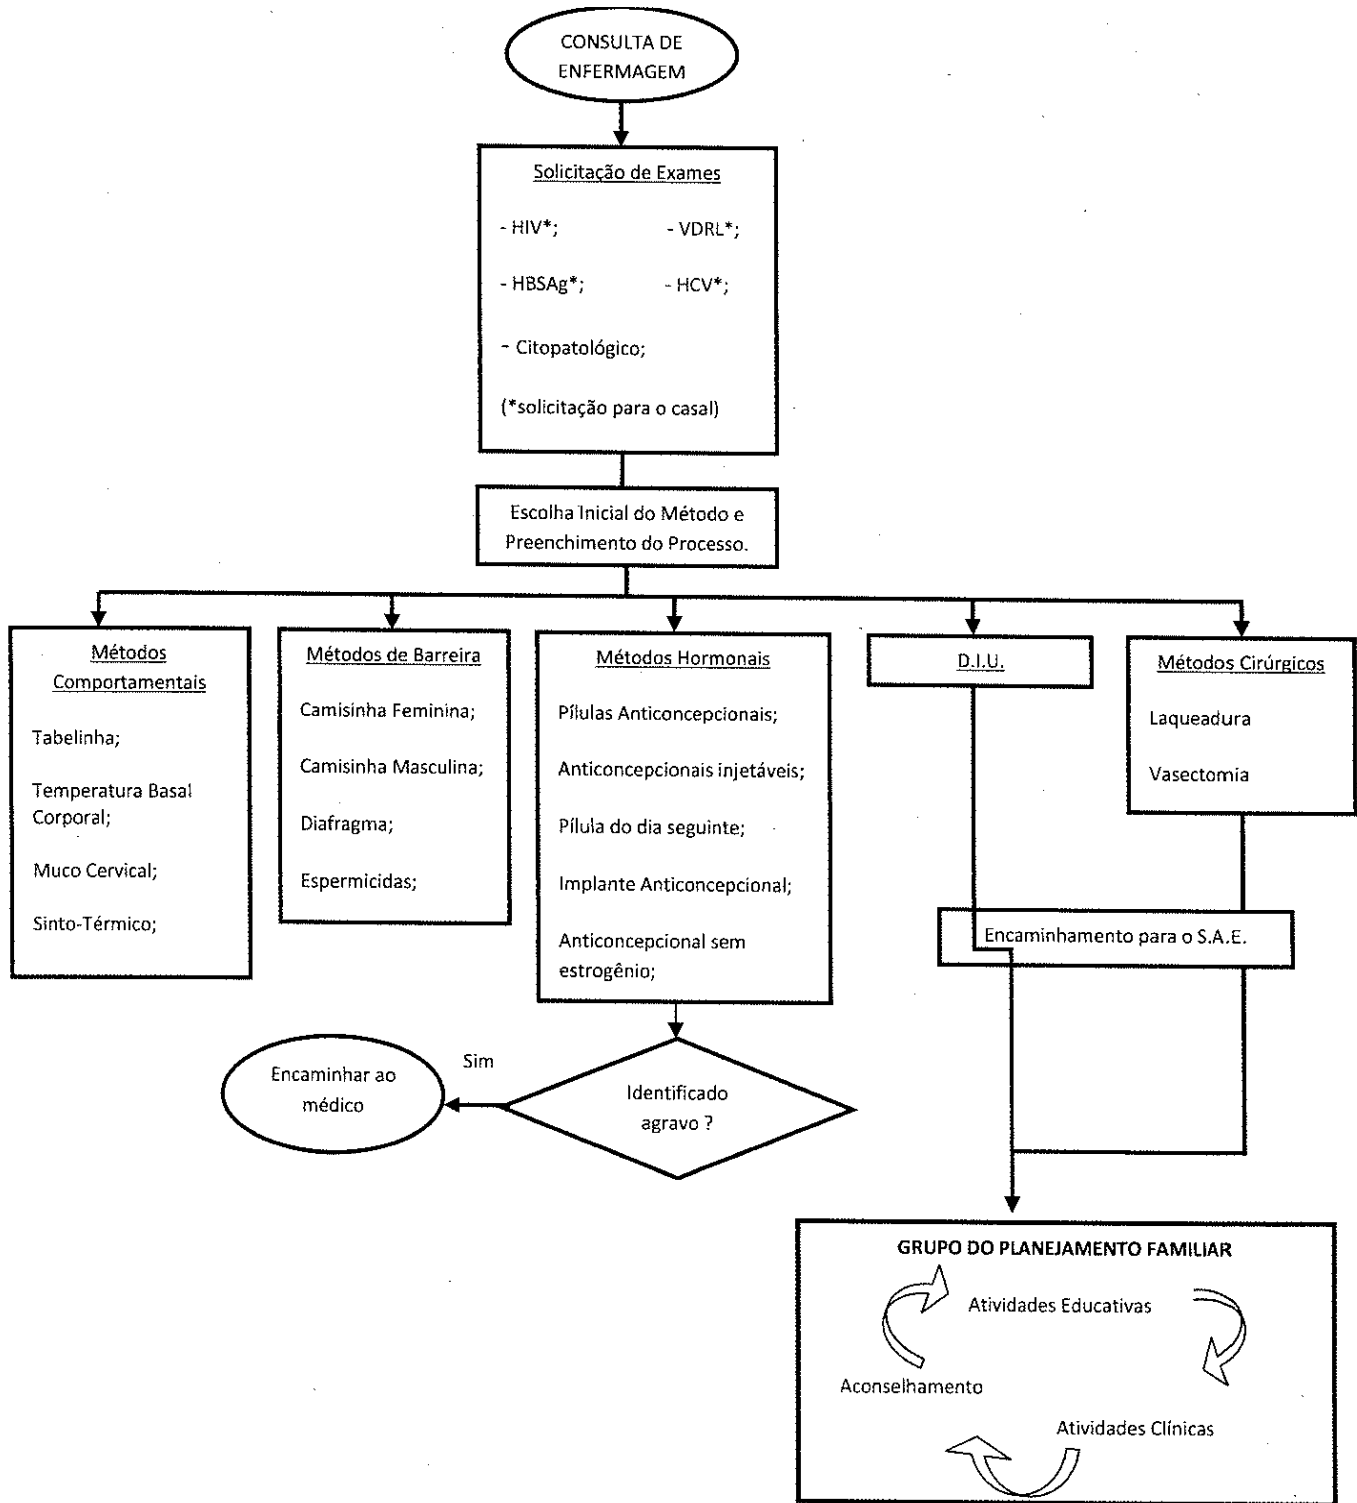 CONSULTA DE
ENFERMAGEM
Solicitação de Exames
- HIV*; - VDRL*;
- HBSAg*; - HCV*;
- Citopatológico;
(*solicitação para o casal)
Escolha Inicial do Método e
Preenchimento do Processo.
Métodos
Comportamentais
Tabelinha;
Temperatura Basal
Corporal;
Muco Cervical;
Sinto-Térmico;
Métodos de Barreira
Camisinha Feminina;
Camisinha Masculina;
Diafragma;
Espermicidas;
Métodos Hormonais
Pílulas Anticoncepcionais;
Anticoncepcionais injetáveis;
Pílula do dia seguinte;
Implante Anticoncepcional;
Anticoncepcional sem
estrogênio;
D.I.U.
Métodos Cirúrgicos
Laqueadura
Vasectomia
Encaminhamento para o S.A.E.
Encaminhar ao
médico
Sim
Identificado
agravo ?
GRUPO DO PLANEJAMENTO FAMILIAR
Atividades Educativas
Aconselhamento
Atividades Clínicas